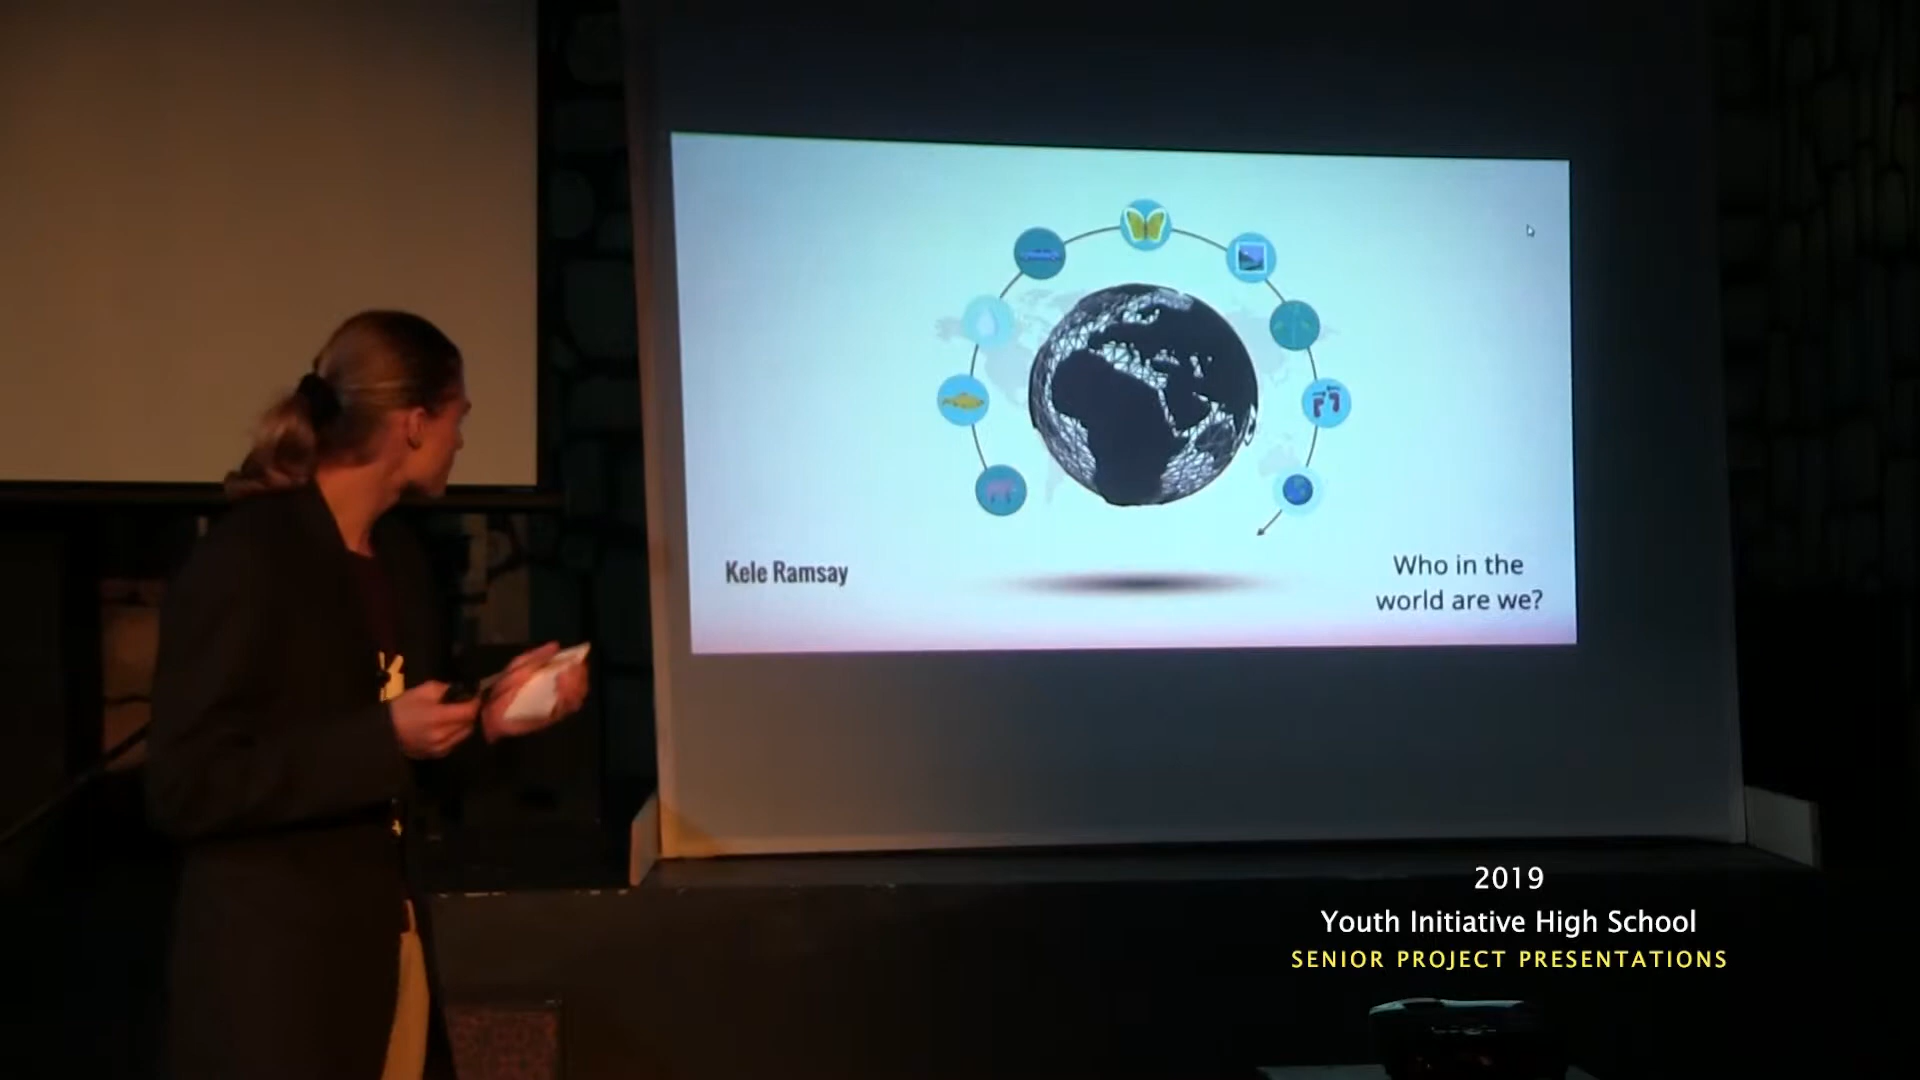 Kele Ramsay
Who in the
world are we?
2019
Youth Initiative High School
SENIOR PROJECT PRESENTATIONS